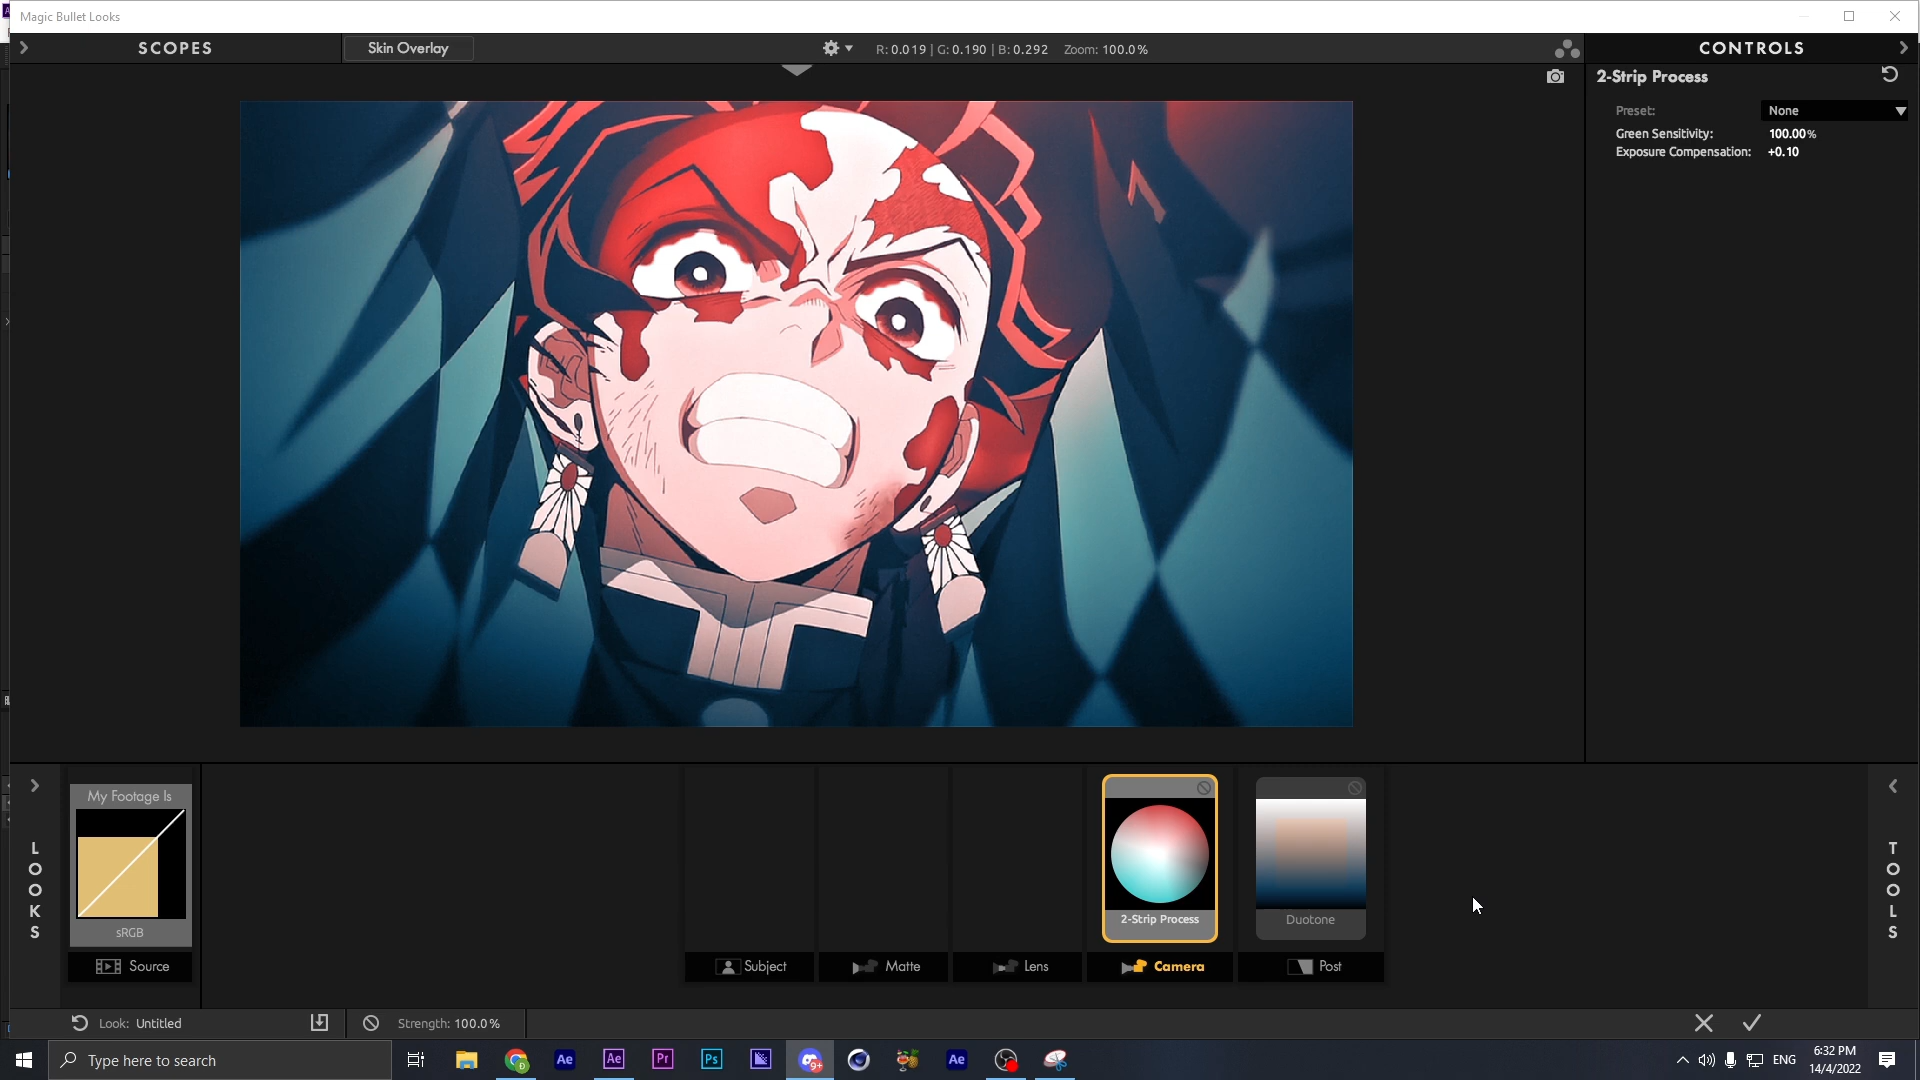 Magic Bullet Looks
SCOPES
Skin Overlay
R: 0.019 | G: 0.190 | B: 0.292 Zoom: 100.0%
CONTROLS
2-Strip Process
Preset: None
Green Sensitivity: 100.00%
Exposure Compensation: +0.10
LOOKS
My Footage Is
sRGB
Source
2-Strip Process
Duotone
Subject
Matte
Lens
Camera
Post
TOOLS
Look: Untitled
Strength: 100.0%
Type here to search
Ae
Ae
Pr
Ps
9+
Ae
ENG
6:32 PM
14/4/2022